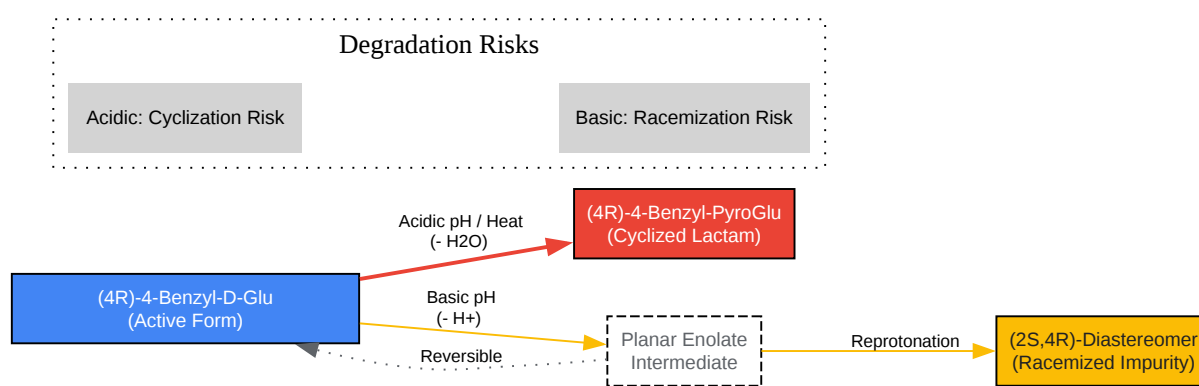 Degradation Risks
Acidic: Cyclization Risk
Basic: Racemization Risk
(4R)-4-Benzyl-PyroGlu
(Cyclized Lactam)
Acidic pH / Heat
(- H2O)
(4R)-4-Benzyl-D-Glu
(Active Form)
Basic pH
(- H+)
Reversible
Planar Enolate
Intermediate
Reprotonation
(2S,4R)-Diastereomer
(Racemized Impurity)